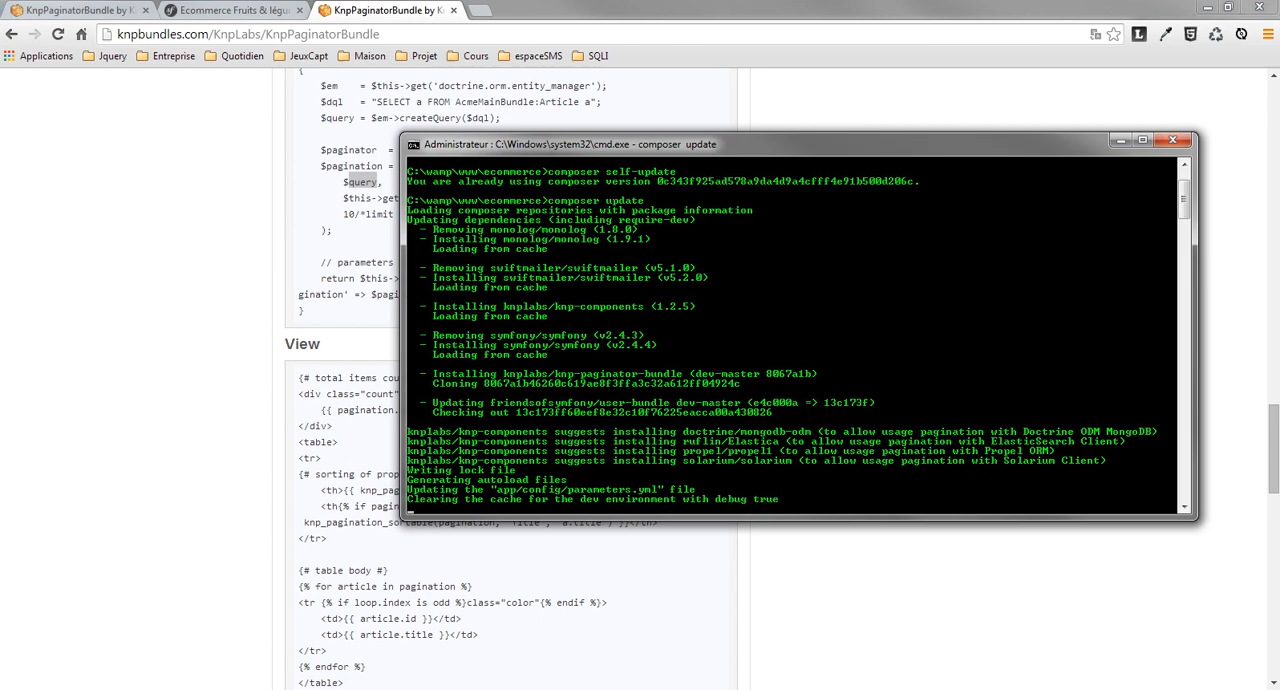 KnpPaginatorBundle by K
Ecommerce Fruits & légu
KnpPaginatorBundle by K
knpbundles.com/KnpLabs/KnpPaginatorBundle
Applications
Jquery
Entreprise
Quotidien
JeuxCapt
Maison
Projet
Cours
espaceSMS
SQLI
{
$em    = $this->get('doctrine.orm.entity_manager');
$dql   = "SELECT a FROM AcmeMainBundle:Article a";
$query = $em->createQuery($dql);
$paginator  =
$pagination =
$query,
$this->get
10/*limit
);
// parameters
return $this->
gination' => $pagi
}
View
{# total items cou
<div class="count"
{{ pagination.
</div>
<table>
<tr>
{# sorting of prop
<th>{{ knp_pag
<th{% if pagin
knp_pagination_sortable(pagination, 'Title', 'a.title') }}</th>
</tr>
{# table body #}
{% for article in pagination %}
<tr {% if loop.index is odd %}class="color"{% endif %}>
<td>{{ article.id }}</td>
<td>{{ article.title }}</td>
</tr>
{% endfor %}
</table>
Administrateur : C:\Windows\system32\cmd.exe - composer  update
C:\wamp\www\ecommerce>composer self-update
You are already using composer version 0c343f925ad578a9da4d9a4cfff4e91b500d206c.
C:\wamp\www\ecommerce>composer update
Loading composer repositories with package information
Updating dependencies (including require-dev)
- Removing monolog/monolog (1.8.0)
- Installing monolog/monolog (1.9.1)
Loading from cache
- Removing swiftmailer/swiftmailer (v5.1.0)
- Installing swiftmailer/swiftmailer (v5.2.0)
Loading from cache
- Installing knplabs/knp-components (1.2.5)
Loading from cache
- Removing symfony/symfony (v2.4.3)
- Installing symfony/symfony (v2.4.4)
Loading from cache
- Installing knplabs/knp-paginator-bundle (dev-master 8067a1b)
Cloning 8067a1b46260c619ae8f3ffa3c32a612ff04924c
- Updating friendsofsymfony/user-bundle dev-master (e4c000a => 13c173f)
Checking out 13c173ff60eef8e32c10f76225eacca00a430826
knplabs/knp-components suggests installing doctrine/mongodb-odm (to allow usage pagination with Doctrine ODM MongoDB)
knplabs/knp-components suggests installing ruflin/Elastica (to allow usage pagination with ElasticSearch Client)
knplabs/knp-components suggests installing propel/propel1 (to allow usage pagination with Propel ORM)
knplabs/knp-components suggests installing solarium/solarium (to allow usage pagination with Solarium Client)
Writing lock file
Generating autoload files
Updating the "app/config/parameters.yml" file
Clearing the cache for the dev environment with debug true